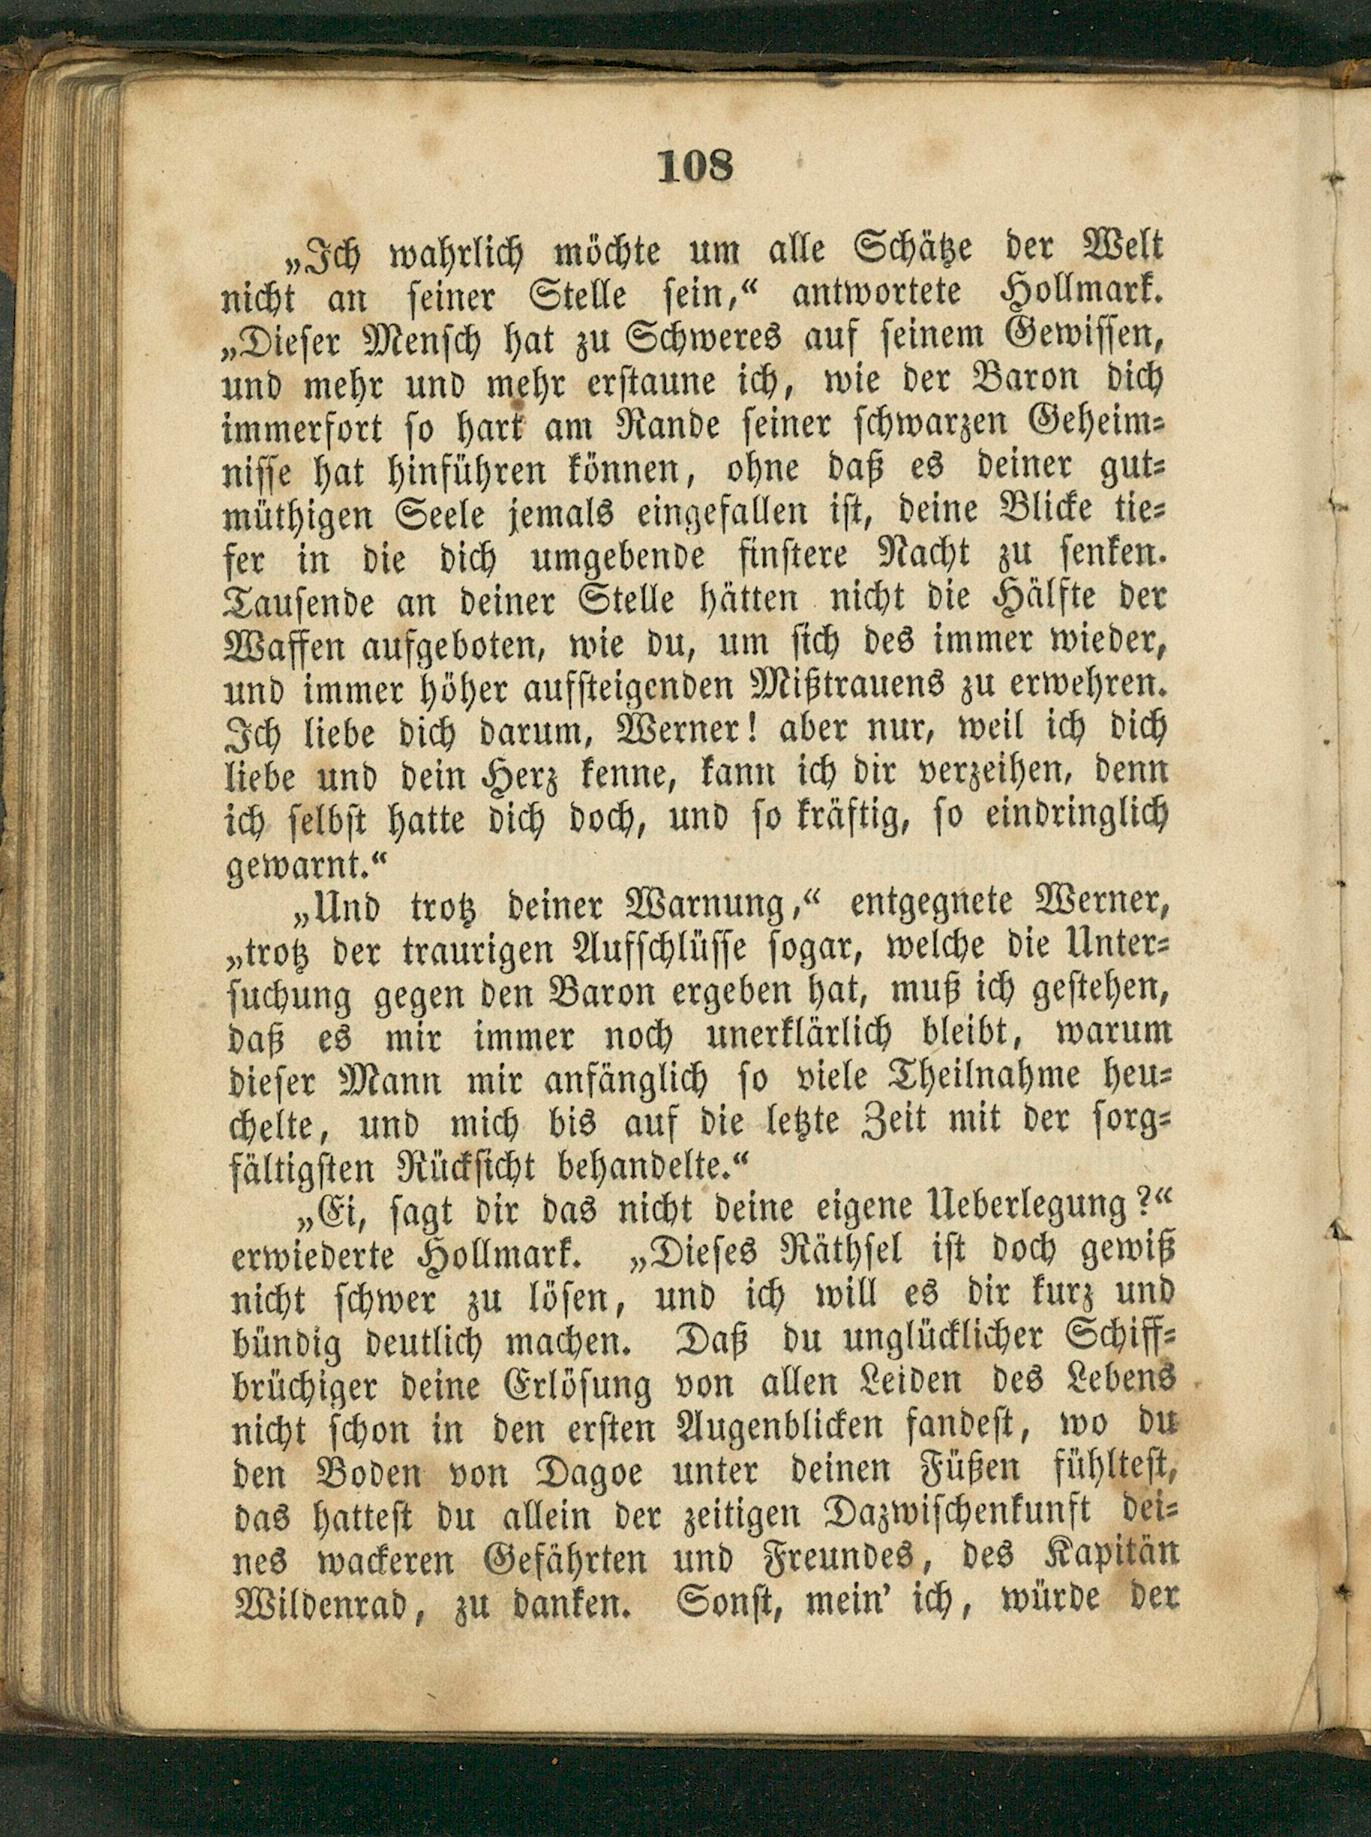 108
„Ich wahrlich möchte um alle Schätze der Welt
nicht an seiner Stelle sein,“ antwortete Hollmark.
„Dieser Mensch hat zu Schweres auf seinem Gewissen,
und mehr und mehr erstaune ich, wie der Baron dich
immerfort so hart am Rande seiner schwarzen Geheim=
nisse hat hinführen können, ohne daß es deiner gut=
müthigen Seele jemals eingefallen ist, deine Blicke tie=
fer in die dich umgebende finstere Nacht zu senken.
Tausende an deiner Stelle hätten nicht die Hälfte der
Waffen aufgeboten, wie du, um sich des immer wieder,
und immer höher aufsteigenden Mißtrauens zu erwehren.
Ich liebe dich darum, Werner! aber nur, weil ich dich
liebe und dein Herz kenne, kann ich dir verzeihen, denn
ich selbst hatte dich doch, und so kräftig, so eindringlich
gewarnt.“
„Und trotz deiner Warnung,“ entgegnete Werner,
„trotz der traurigen Aufschlüsse sogar, welche die Unter=
suchung gegen den Baron ergeben hat, muß ich gestehen,
daß es mir immer noch unerklärlich bleibt, warum
dieser Mann mir anfänglich so viele Theilnahme heu=
chelte, und mich bis auf die letzte Zeit mit der sorg=
fältigsten Rücksicht behandelte.“
„Ei, sagt dir das nicht deine eigene Ueberlegung?“
erwiederte Hollmark. „Dieses Räthsel ist doch gewiß
nicht schwer zu lösen, und ich will es dir kurz und
bündig deutlich machen. Daß du unglücklicher Schiff=
brüchiger deine Erlösung von allen Leiden des Lebens
nicht schon in den ersten Augenblicken fandest, wo du
den Boden von Dagoe unter deinen Füßen fühltest,
das hattest du allein der zeitigen Dazwischenkunft dei=
nes wackeren Gefährten und Freundes, des Kapitän
Wildenrad, zu danken. Sonst, mein’ ich, würde der